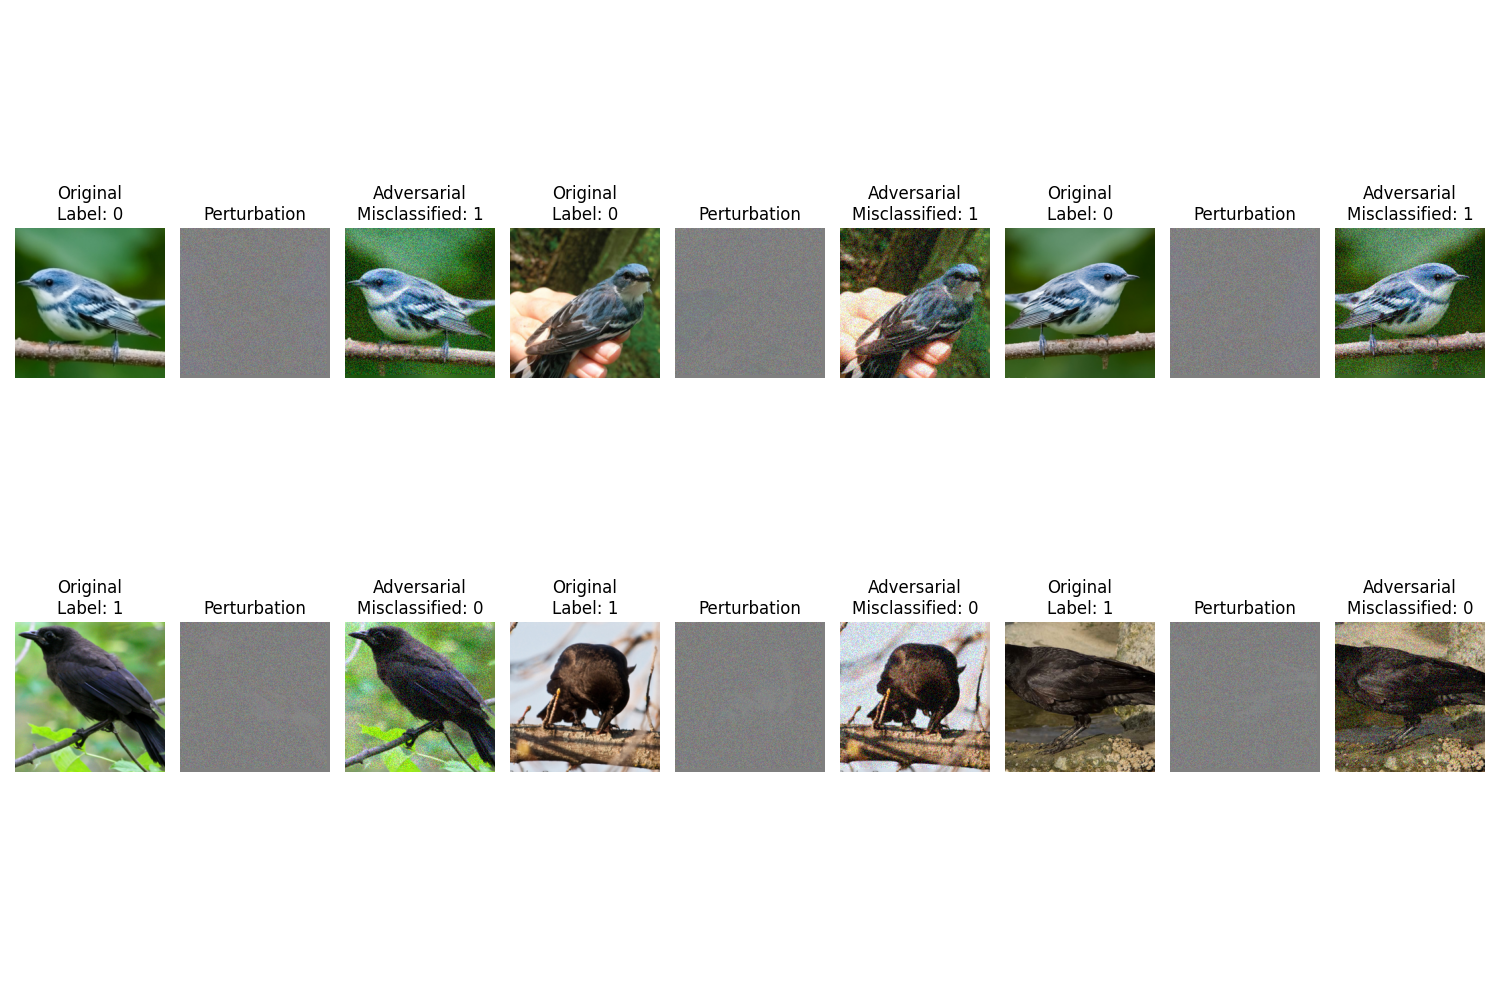 Original
Label: 0
Perturbation
Adversarial
Misclassified: 1
Original
Label: 0
Perturbation
Adversarial
Misclassified: 1
Original
Label: 0
Perturbation
Adversarial
Misclassified: 1
Original
Label: 1
Perturbation
Adversarial
Misclassified: 0
Original
Label: 1
Perturbation
Adversarial
Misclassified: 0
Original
Label: 1
Perturbation
Adversarial
Misclassified: 0